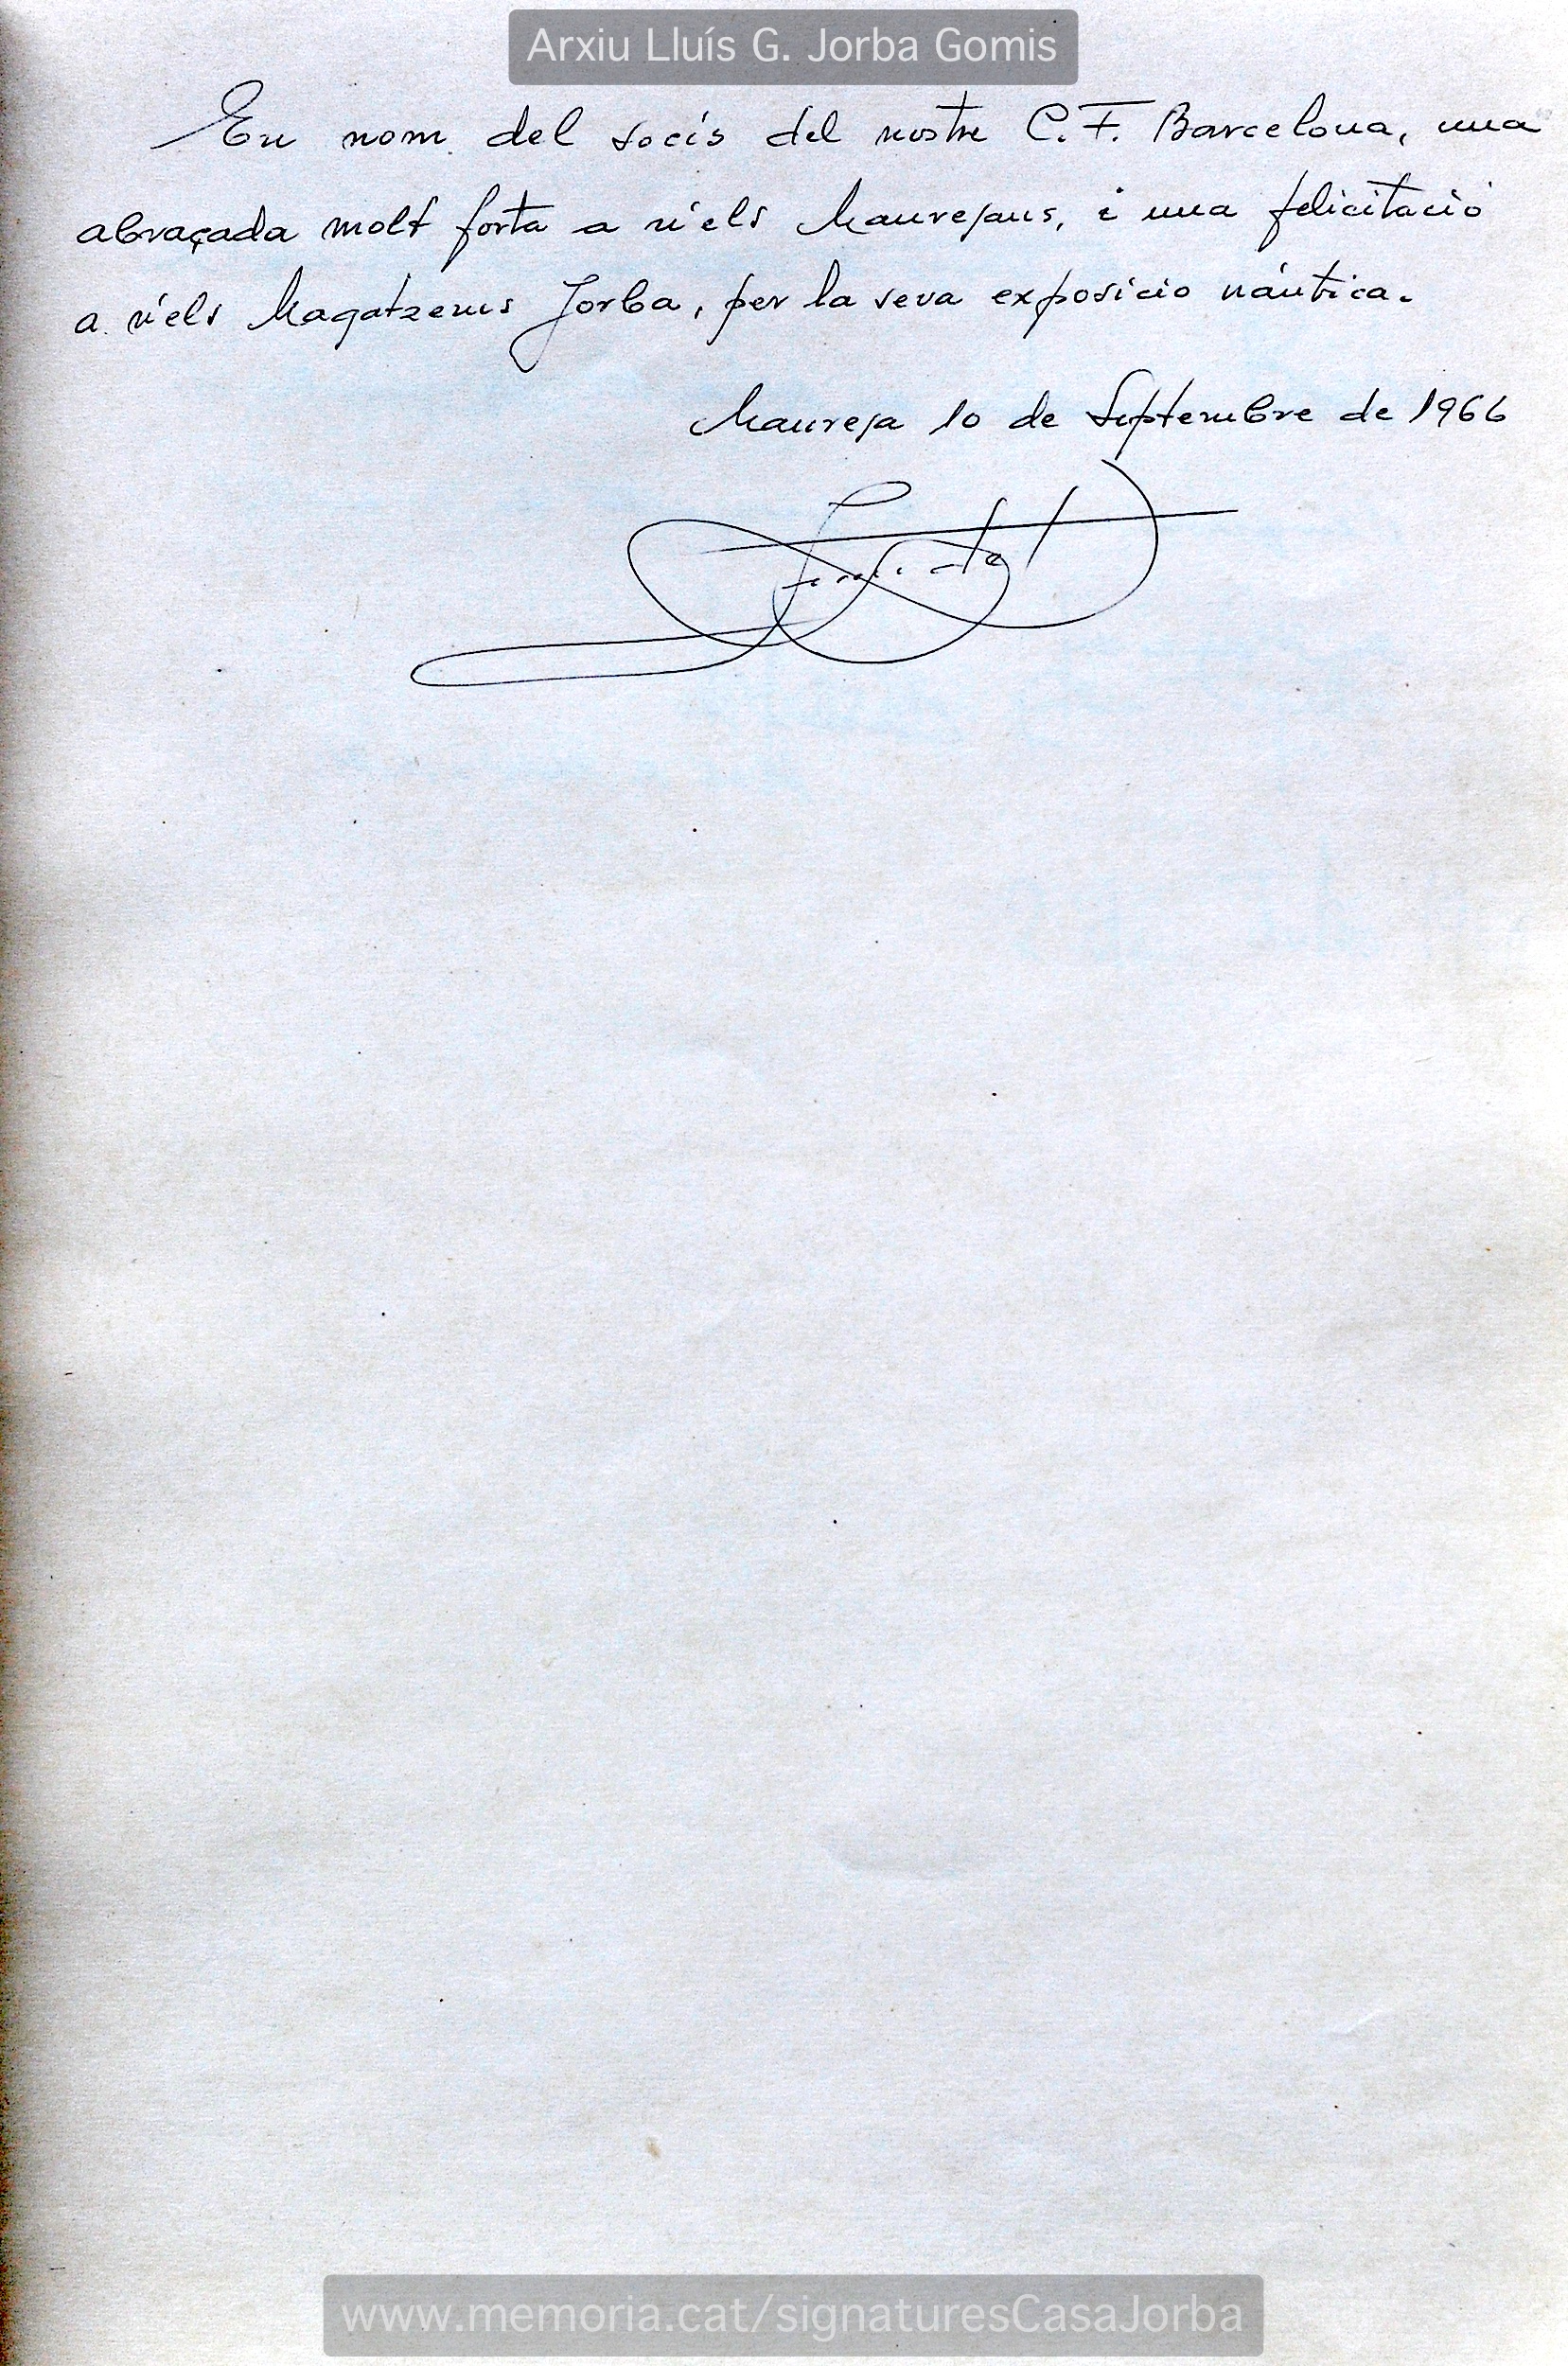 Arxiu Lluís G. Jorba Gomis
En nom del socis del nostre C. F. Barcelona, una
abraçada molt forta a n'els Manresans, i una felicitació
a n'els Magatzems Jorba, per la seva exposicio náutica.
Manresa 10 de Septembre de 1966
www.memoria.cat/signaturesCasaJorba